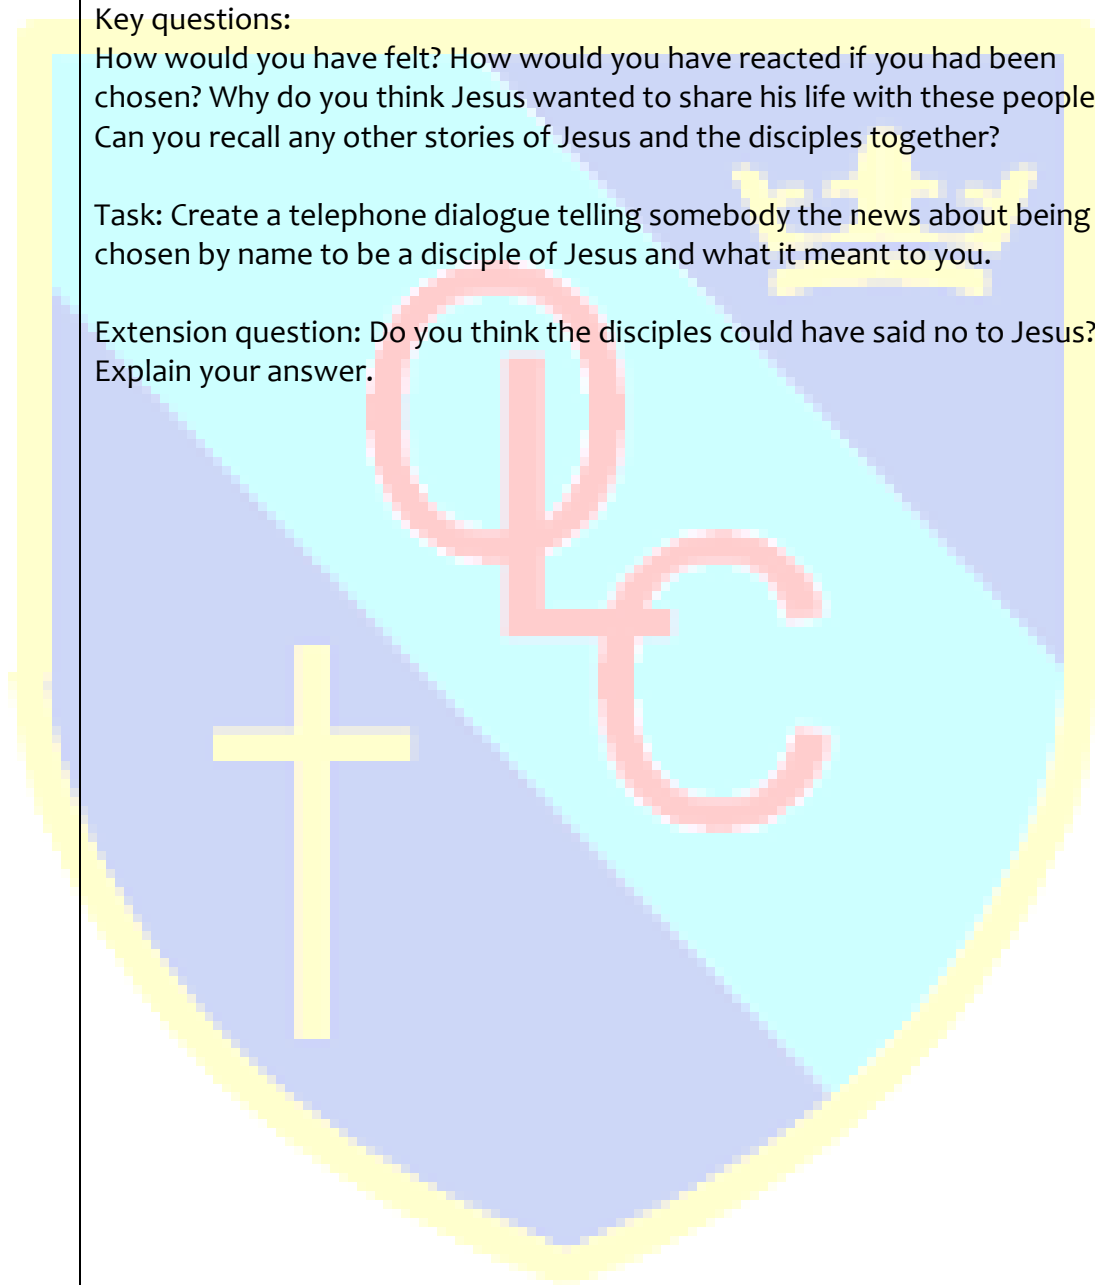 Key questions:
How would you have felt? How would you have reacted if you had been
chosen? Why do you think Jesus wanted to share his life with these people
Can you recall any other stories of Jesus and the disciples together?
Task: Create a telephone dialogue telling somebody the news about being
chosen by name to be a disciple of Jesus and what it meant to you.
Extension question: Do you think the disciples could have said no to Jesus?
Explain your answer.
O
L
C